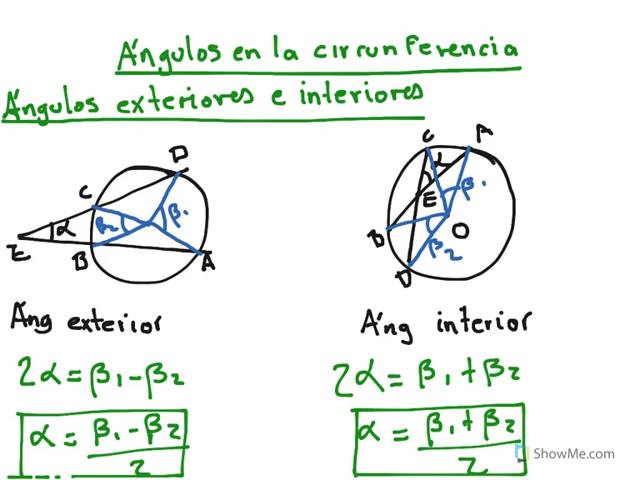 Ángulos en la circunferencia
Ángulos exteriores e interiores
D
C
β1
α
β2
E
B
A
C
A
α
β1
E
B
O
β2
D
Áng exterior
Áng interior
2α = β1 - β2
2α = β1 + β2
α = β1 - β2 / 2
α = β1 + β2 / 2
ShowMe.com